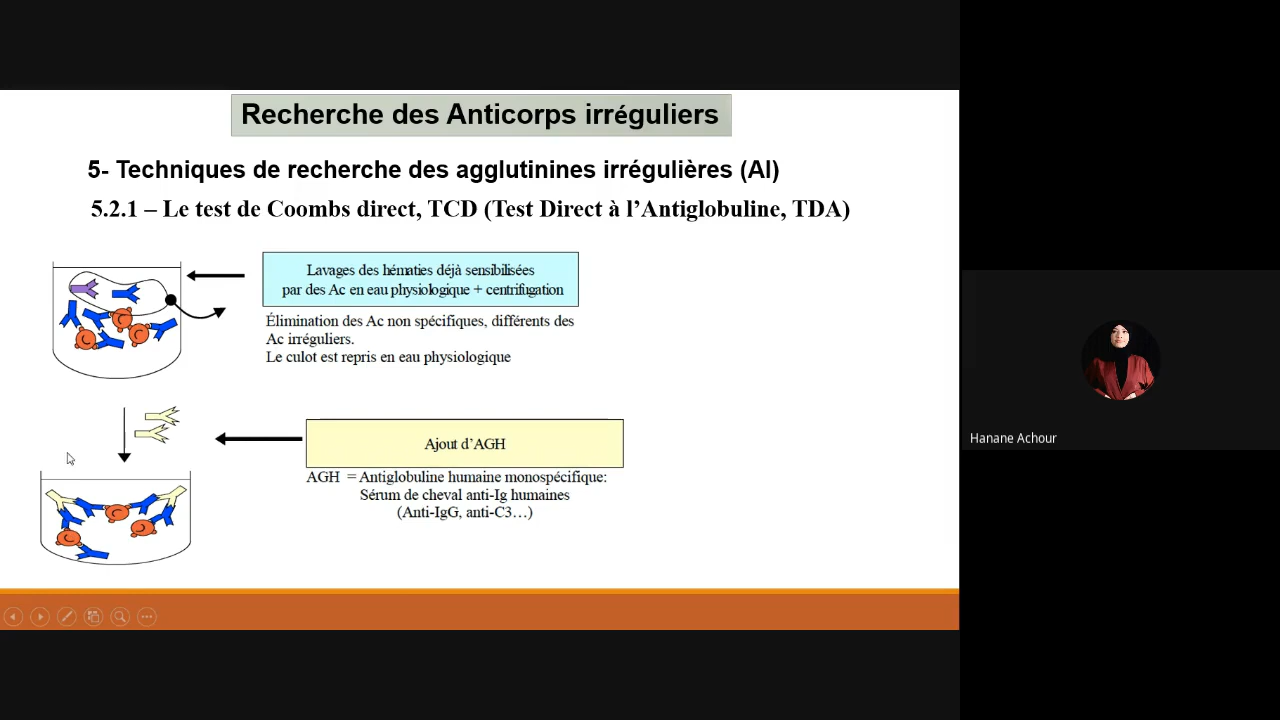 Recherche des Anticorps irréguliers
5- Techniques de recherche des agglutinines irrégulières (AI)
5.2.1 – Le test de Coombs direct, TCD (Test Direct à l’Antiglobuline, TDA)
Lavages des hématies déjà sensibilisées
par des Ac en eau physiologique + centrifugation
Élimination des Ac non spécifiques, différents des
Ac irréguliers.
Le culot est repris en eau physiologique
Ajout d’AGH
AGH = Antiglobuline humaine monospécifique:
Sérum de cheval anti-Ig humaines
(Anti-IgG, anti-C3…)
Hanane Achour